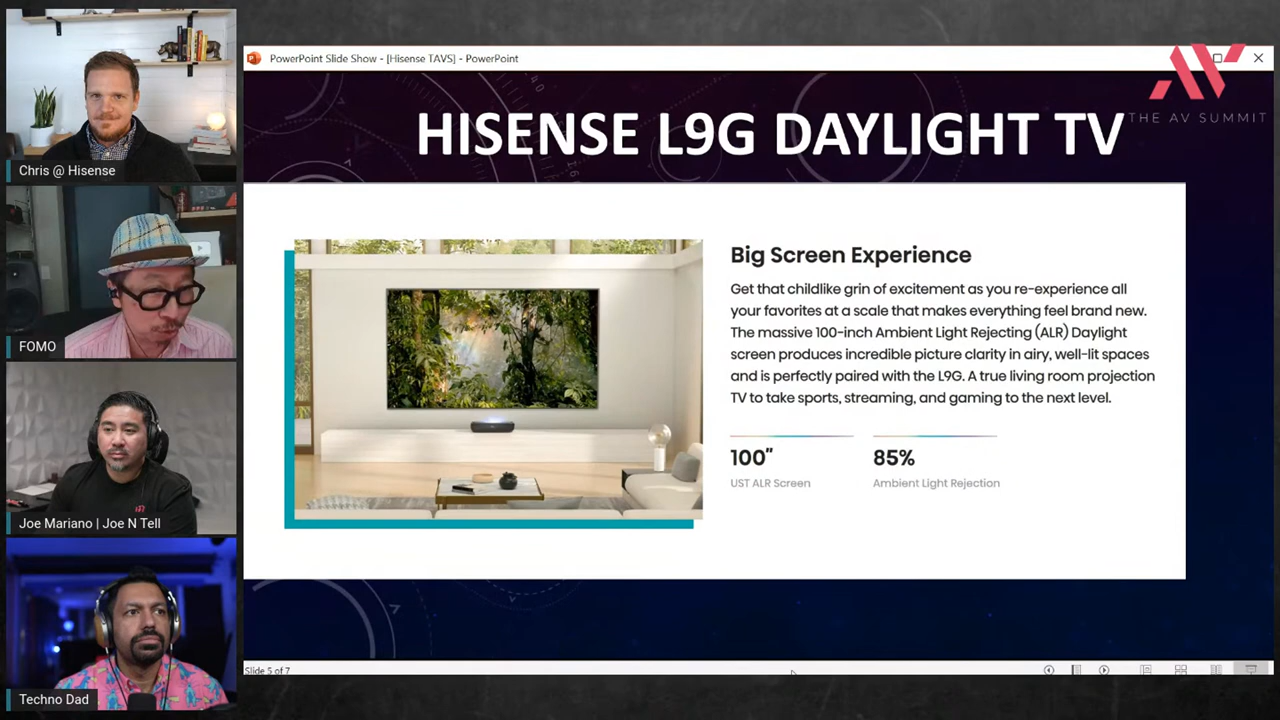 PowerPoint Slide Show - [Hisense TAVS] - PowerPoint
THE AV SUMMIT
HISENSE L9G DAYLIGHT TV
Big Screen Experience
Get that childlike grin of excitement as you re-experience all
your favorites at a scale that makes everything feel brand new.
The massive 100-inch Ambient Light Rejecting (ALR) Daylight
screen produces incredible picture clarity in airy, well-lit spaces
and is perfectly paired with the L9G. A true living room projection
TV to take sports, streaming, and gaming to the next level.
100"
UST ALR Screen
85%
Ambient Light Rejection
Slide 5 of 7
Chris @ Hisense
FOMO
Joe Mariano | Joe N Tell
Techno Dad